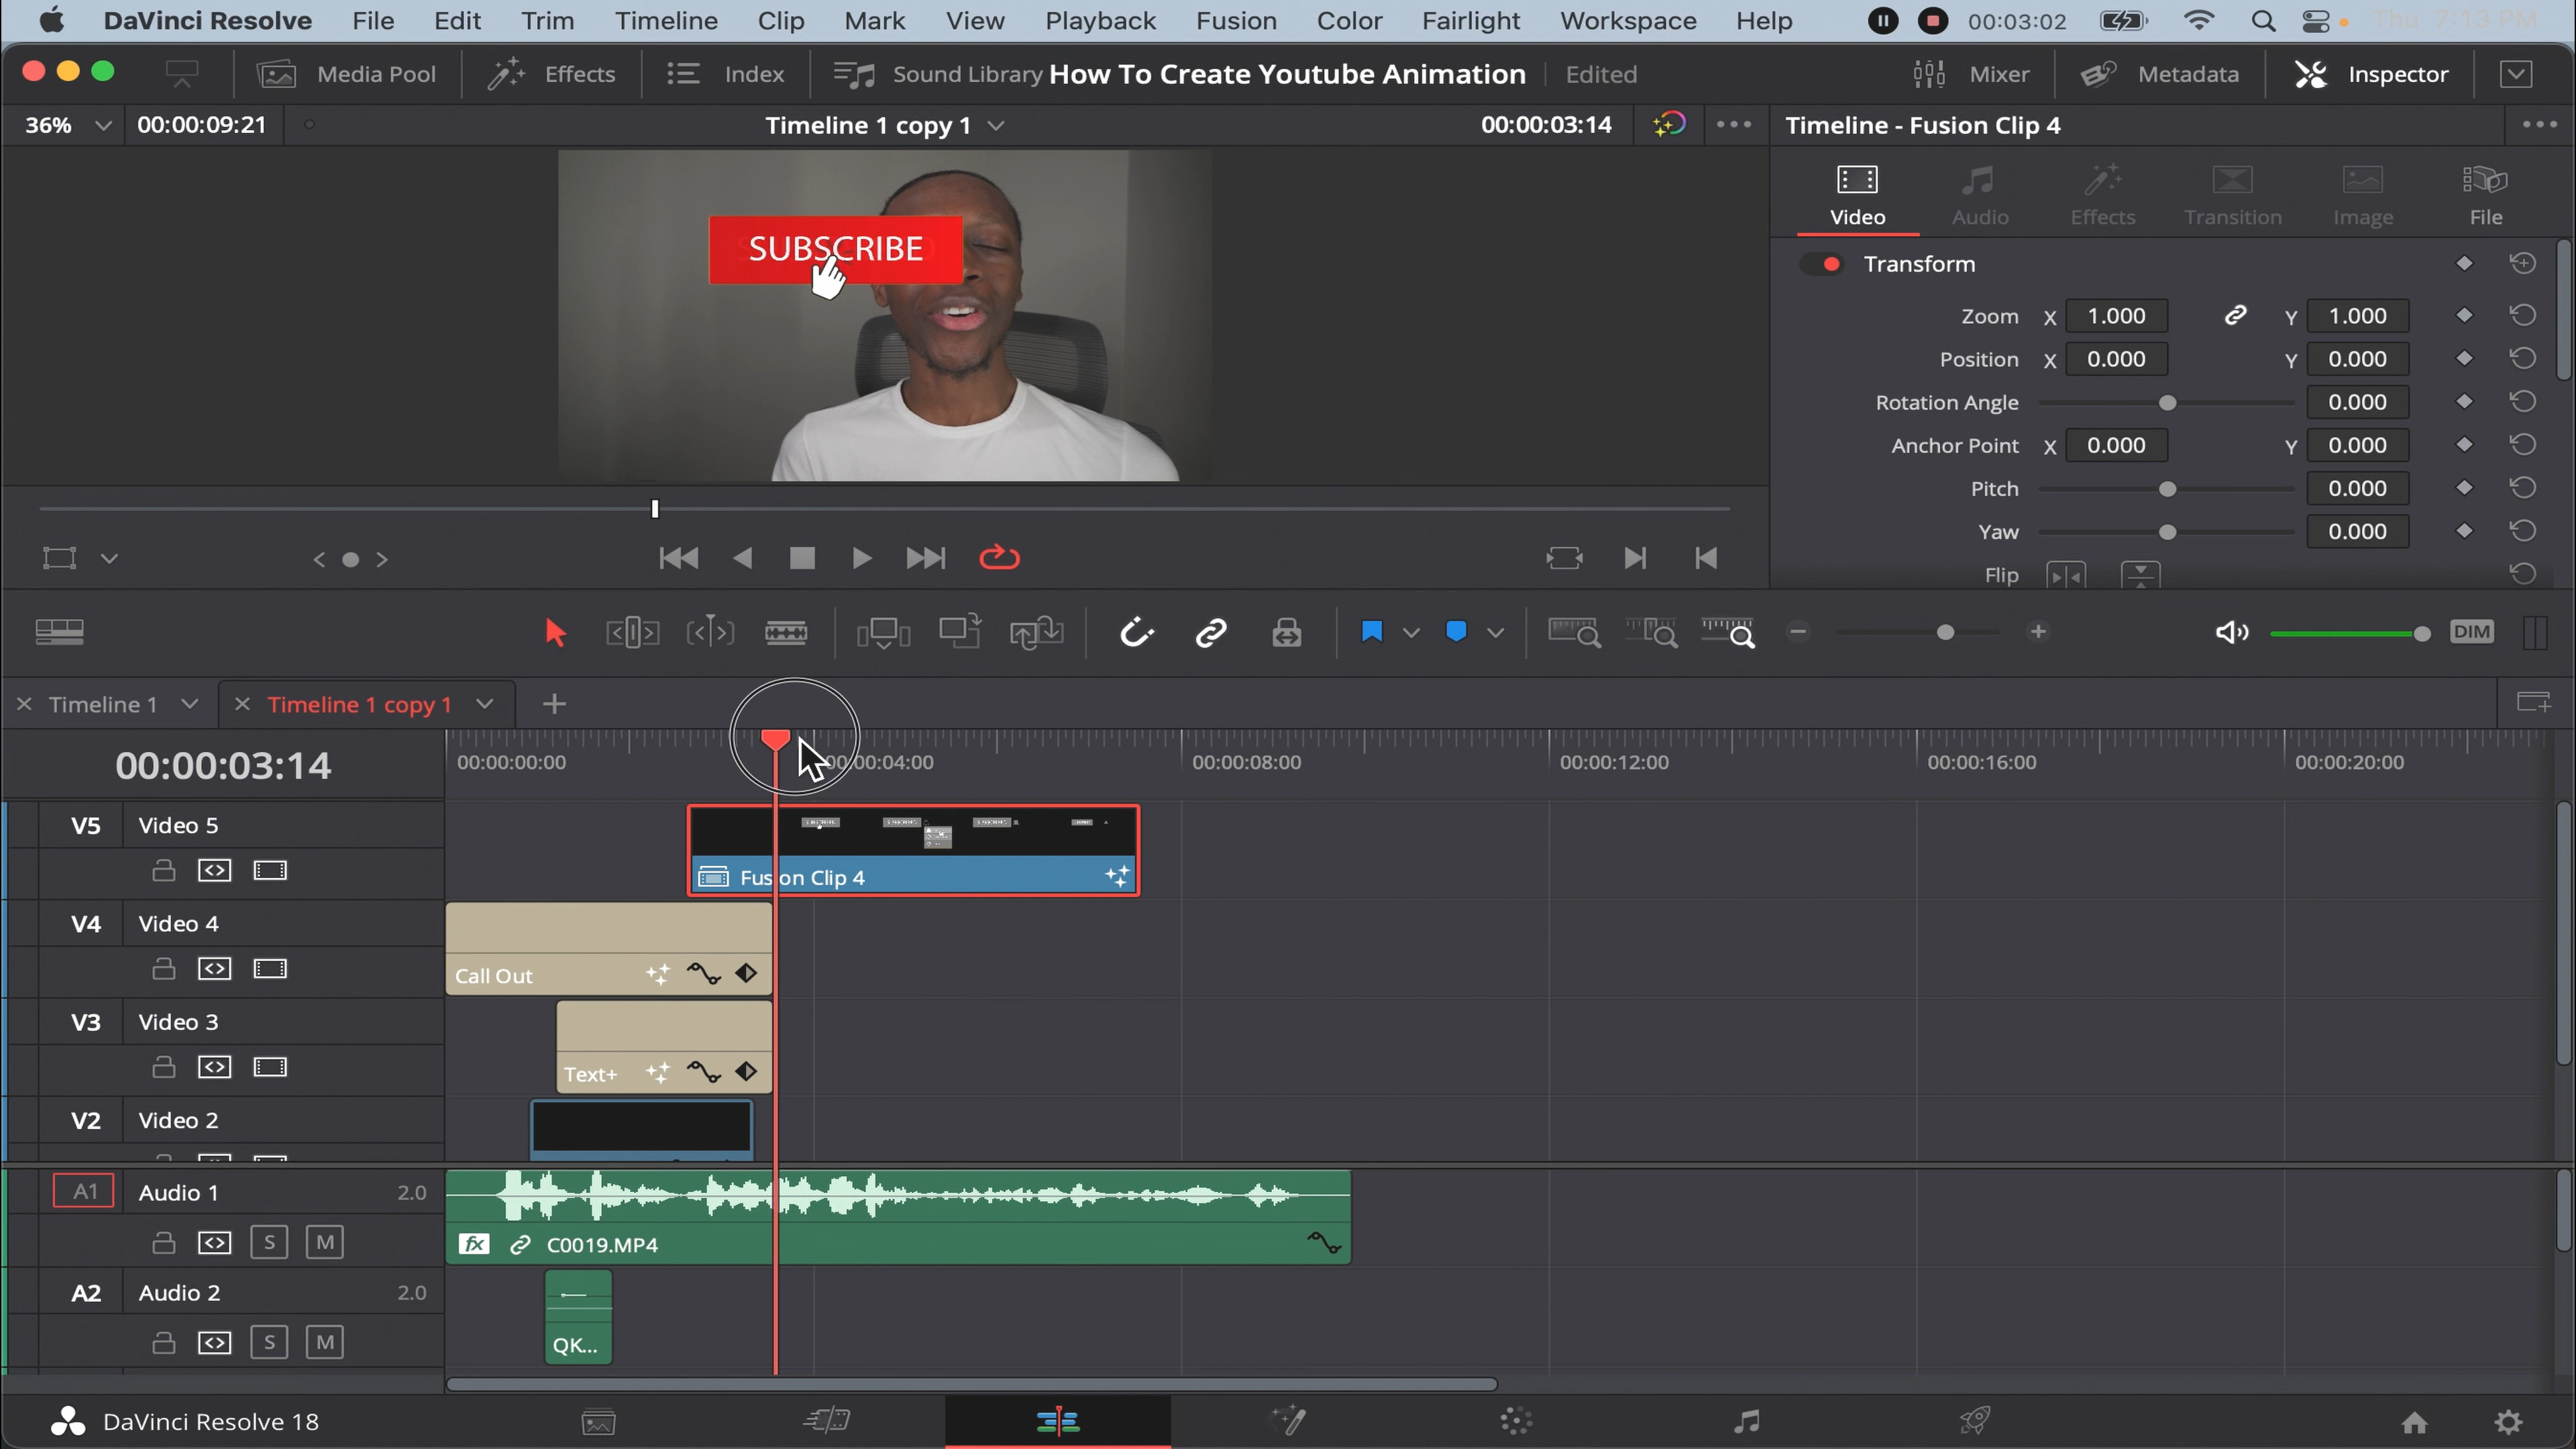 DaVinci Resolve File Edit Trim Timeline Clip Mark View Playback Fusion Color Fairlight Workspace Help 00:03:02 Thu 7:13 PM
Media Pool Effects Index Sound Library How To Create Youtube Animation Edited Mixer Metadata Inspector
36% 00:00:09:21 Timeline 1 copy 1 00:00:03:14 Timeline - Fusion Clip 4
Video Audio Effects Transition Image File
SUBSCRIBE
Transform
Zoom X 1.000 Y 1.000
Position X 0.000 Y 0.000
Rotation Angle 0.000
Anchor Point X 0.000 Y 0.000
Pitch 0.000
Yaw 0.000
Flip
DIM
Timeline 1 Timeline 1 copy 1
00:00:03:14
00:00:00:00 00:00:04:00 00:00:08:00 00:00:12:00 00:00:16:00 00:00:20:00
V5 Video 5
Fusion Clip 4
V4 Video 4
Call Out
V3 Video 3
Text+
V2 Video 2
A1 Audio 1 2.0
S M
fx C0019.MP4
A2 Audio 2 2.0
S M
QK...
DaVinci Resolve 18